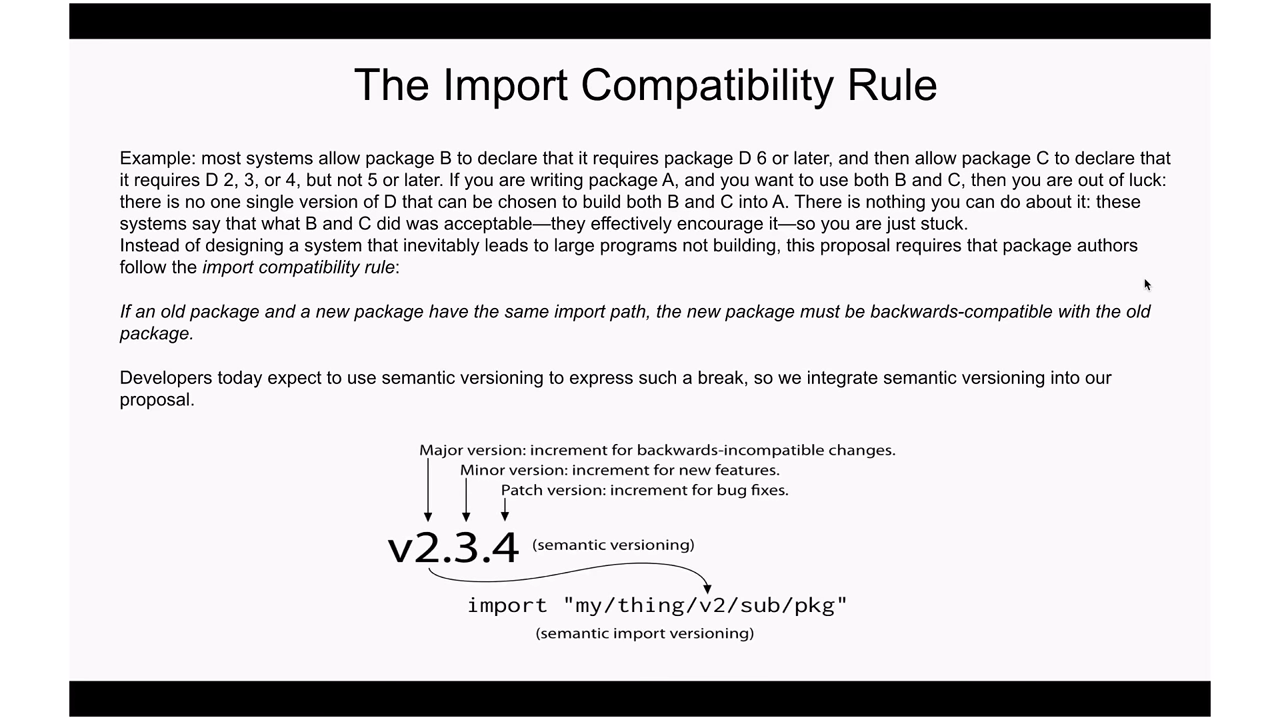 The Import Compatibility Rule
Example: most systems allow package B to declare that it requires package D 6 or later, and then allow package C to declare that
it requires D 2, 3, or 4, but not 5 or later. If you are writing package A, and you want to use both B and C, then you are out of luck:
there is no one single version of D that can be chosen to build both B and C into A. There is nothing you can do about it: these
systems say that what B and C did was acceptable—they effectively encourage it—so you are just stuck.
Instead of designing a system that inevitably leads to large programs not building, this proposal requires that package authors
follow the import compatibility rule:
If an old package and a new package have the same import path, the new package must be backwards-compatible with the old
package.
Developers today expect to use semantic versioning to express such a break, so we integrate semantic versioning into our
proposal.
Major version: increment for backwards-incompatible changes.
Minor version: increment for new features.
Patch version: increment for bug fixes.
v2.3.4 (semantic versioning)
import "my/thing/v2/sub/pkg"
(semantic import versioning)